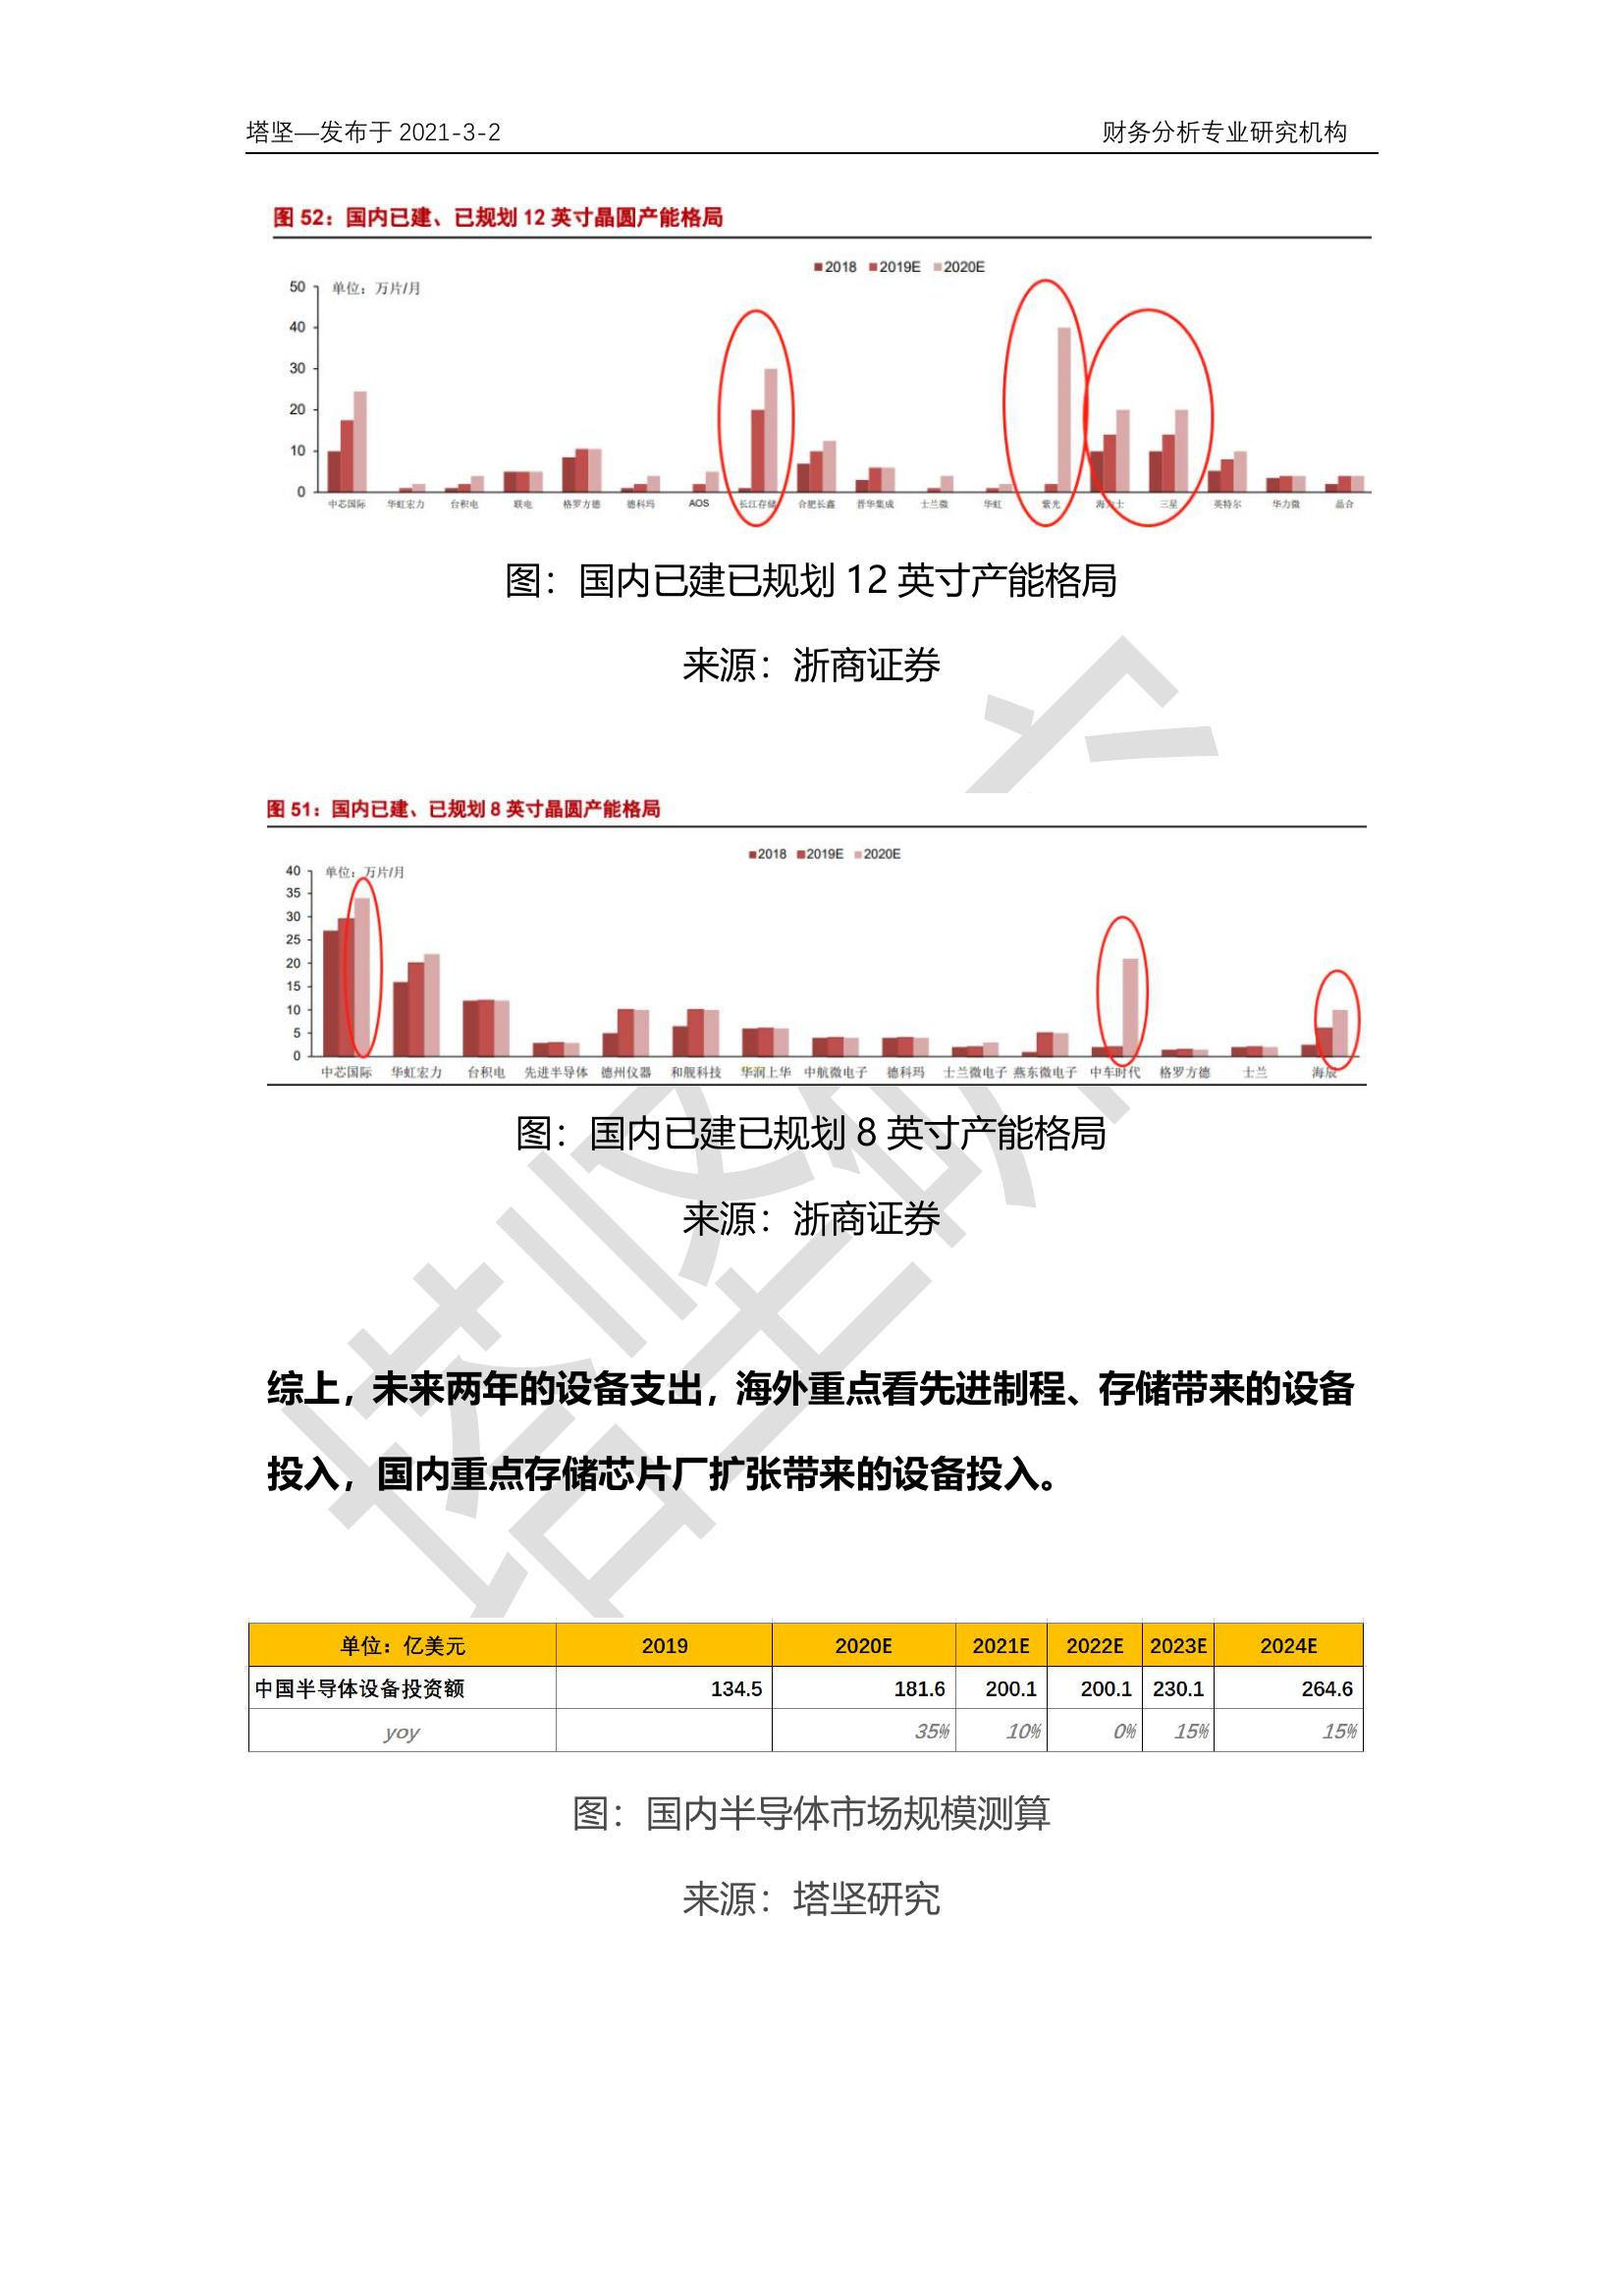 塔坚—发布于 2021-3-2 财务分析专业研究机构
图 52：国内已建、已规划 12 英寸晶圆产能格局
2018 2019E 2020E
单位：万片/月
50
40
30
20
10
0
中芯国际 华虹宏力 台积电 联电 格罗方德 德科玛 AOS 长江存储 合肥长鑫 晋华集成 士兰微 华虹 紫光 海力士 三星 英特尔 华力微 晶合
图：国内已建已规划 12 英寸产能格局
来源：浙商证券
图 51：国内已建、已规划 8 英寸晶圆产能格局
2018 2019E 2020E
单位：万片/月
40
35
30
25
20
15
10
5
0
中芯国际 华虹宏力 台积电 先进半导体 德州仪器 和舰科技 华润上华 中航微电子 德科玛 士兰微电子 燕东微电子 中车时代 格罗方德 士兰 海辰
图：国内已建已规划 8 英寸产能格局
来源：浙商证券
综上，未来两年的设备支出，海外重点看先进制程、存储带来的设备
投入，国内重点存储芯片厂扩张带来的设备投入。
单位：亿美元 2019 2020E 2021E 2022E 2023E 2024E
中国半导体设备投资额 134.5 181.6 200.1 200.1 230.1 264.6
yoy 35% 10% 0% 15% 15%
图：国内半导体市场规模测算
来源：塔坚研究